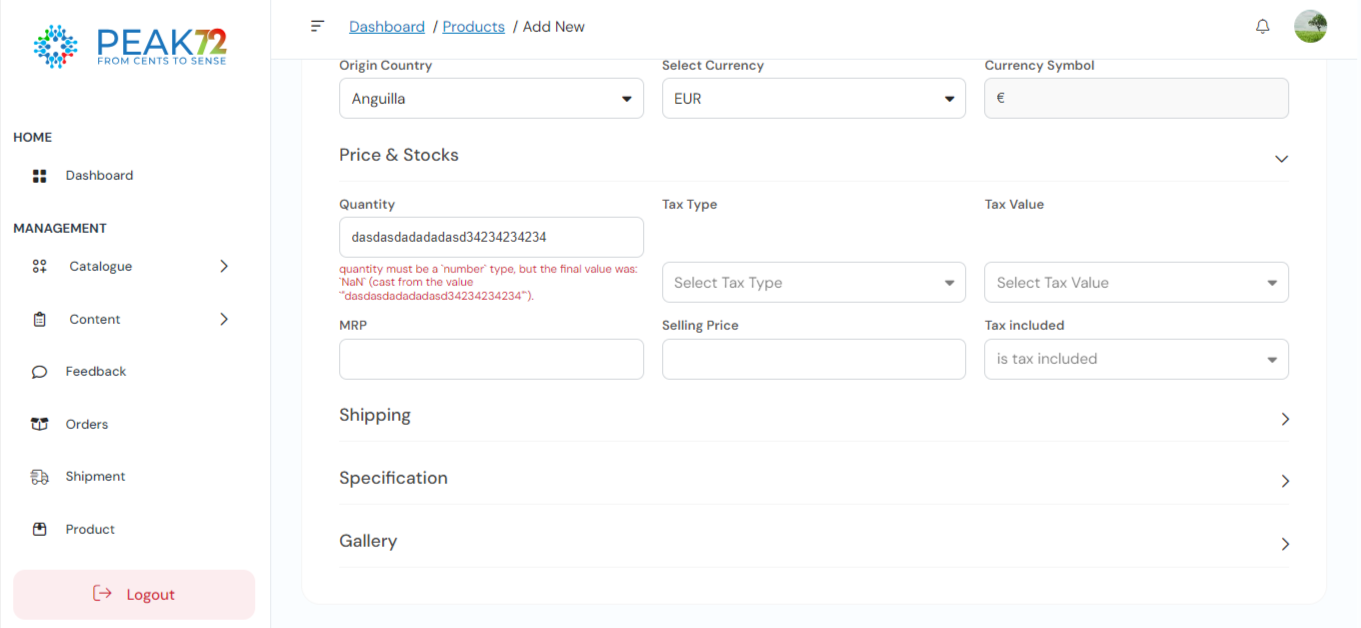 PEAK72
FROM CENTS TO SENSE
HOME
Dashboard
MANAGEMENT
Catalogue
Content
Feedback
Orders
Shipment
Product
Logout
Dashboard / Products / Add New
Origin Country
Select Currency
Currency Symbol
Anguilla
EUR
€
Price & Stocks
Quantity
Tax Type
Tax Value
dasdasdadadadasd34234234234
quantity must be a `number` type, but the final value was:
`NaN` (cast from the value
`"dasdasdadadadasd34234234234"`).
Select Tax Type
Select Tax Value
MRP
Selling Price
Tax included
is tax included
Shipping
Specification
Gallery